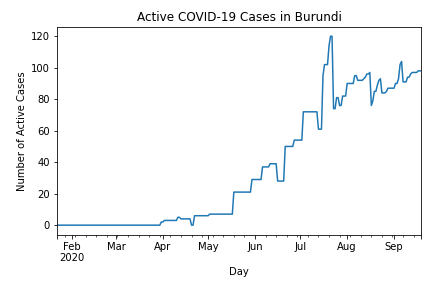 Active COVID-19 Cases in Burundi
120
100
80
60
40
20
0
Number of Active Cases
Feb Mar Apr May Jun Jul Aug Sep
2020
Day